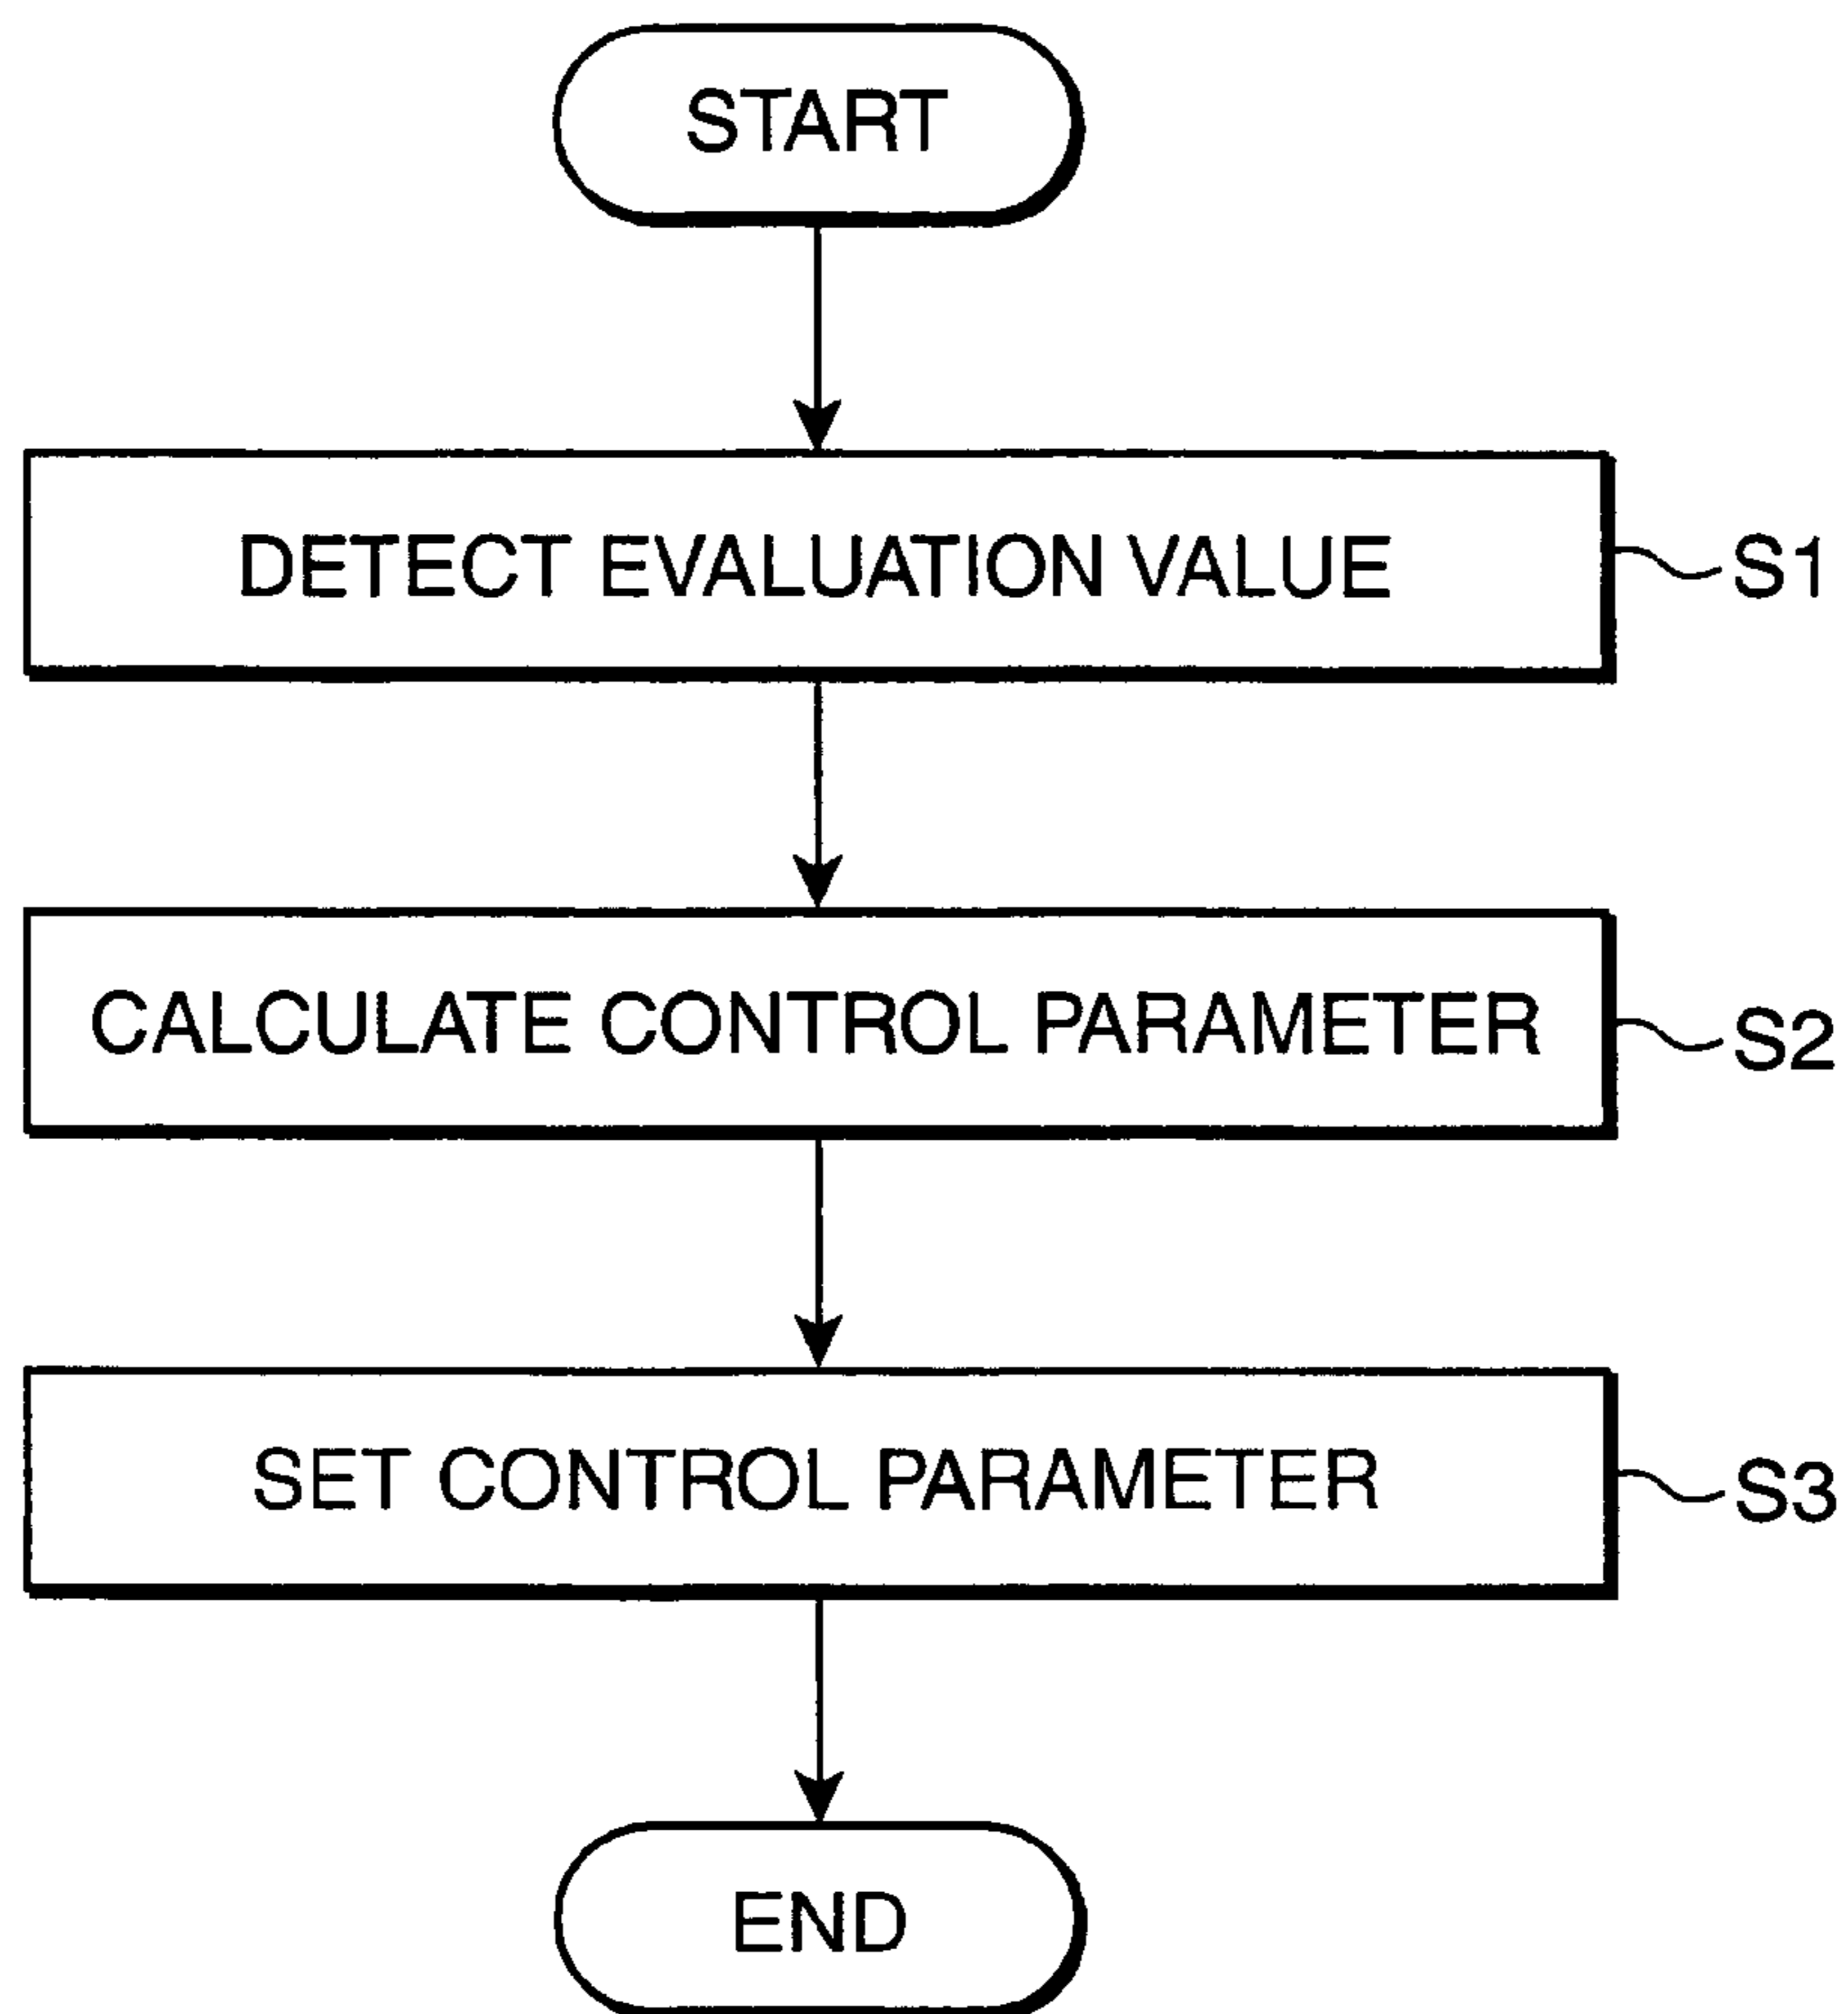 START
DETECT EVALUATION VALUE
S1
CALCULATE CONTROL PARAMETER
S2
SET CONTROL PARAMETER
S3
END